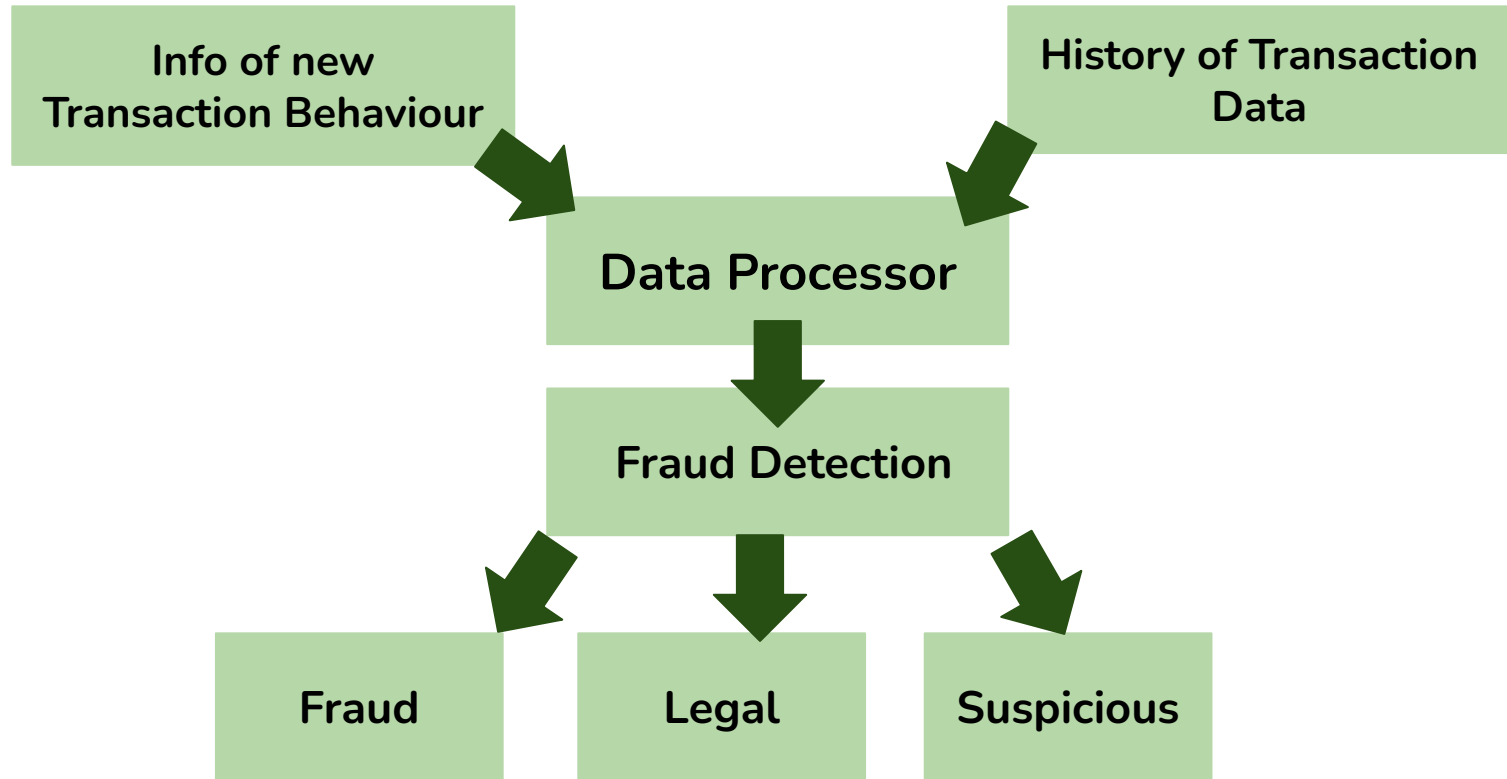 Info of new
Transaction Behaviour
History of Transaction
Data
Data Processor
Fraud Detection
Fraud
Legal
Suspicious